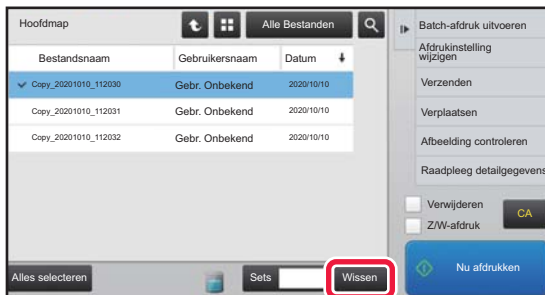 Hoofdmap
Alle Bestanden
Bestandsnaam
Gebruikersnaam
Datum
Copy_20201010_112030
Gebr. Onbekend
2020/10/10
Copy_20201010_112031
Gebr. Onbekend
2020/10/10
Copy_20201010_112032
Gebr. Onbekend
2020/10/10
Alles selecteren
Sets
Wissen
Batch-afdruk uitvoeren
Afdrukinstelling
wijzigen
Verzenden
Verplaatsen
Afbeelding controleren
Raadpleeg detailgegevens
Verwijderen
Z/W-afdruk
CA
Nu afdrukken